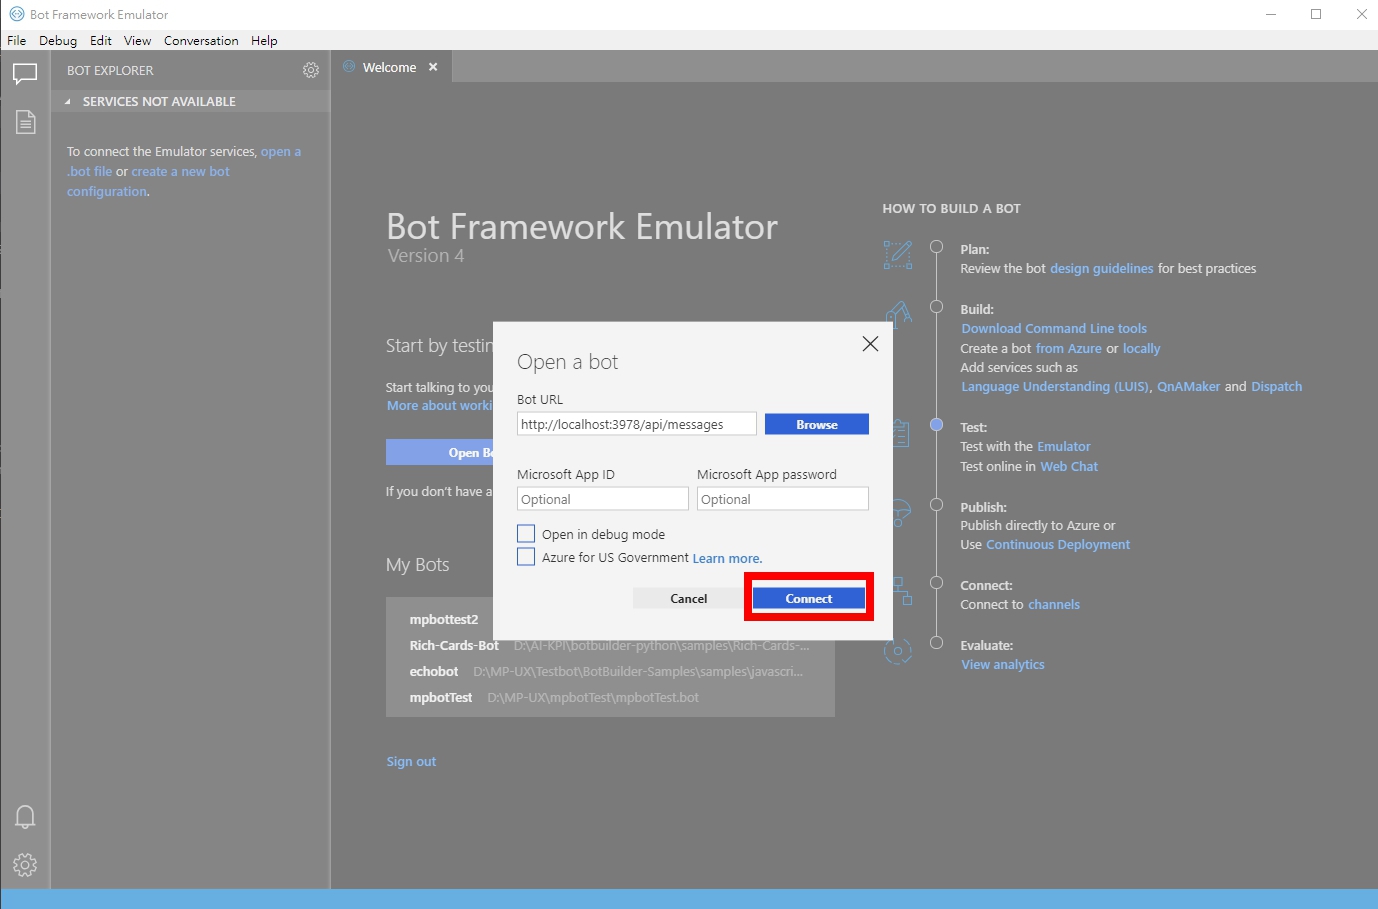 Bot Framework Emulator
File Debug Edit View Conversation Help
BOT EXPLORER
SERVICES NOT AVAILABLE
To connect the Emulator services, open a
.bot file or create a new bot
configuration.
Welcome
Bot Framework Emulator
Version 4
Start by testin
Start talking to you
More about worki
Open Bo
If you don't have a
My Bots
mpbottest2
Rich-Cards-Bot D:\AI-KPI\botbuilder-python\samples\Rich-Cards-...
echobot D:\MP-UX\Testbot\BotBuilder-Samples\samples\javascri...
mpbotTest D:\MP-UX\mpbotTest\mpbotTest.bot
Sign out
Open a bot
Bot URL
http://localhost:3978/api/messages
Browse
Microsoft App ID Microsoft App password
Optional Optional
Open in debug mode
Azure for US Government Learn more.
Cancel Connect
HOW TO BUILD A BOT
Plan:
Review the bot design guidelines for best practices
Build:
Download Command Line tools
Create a bot from Azure or locally
Add services such as
Language Understanding (LUIS), QnAMaker and Dispatch
Test:
Test with the Emulator
Test online in Web Chat
Publish:
Publish directly to Azure or
Use Continuous Deployment
Connect:
Connect to channels
Evaluate:
View analytics